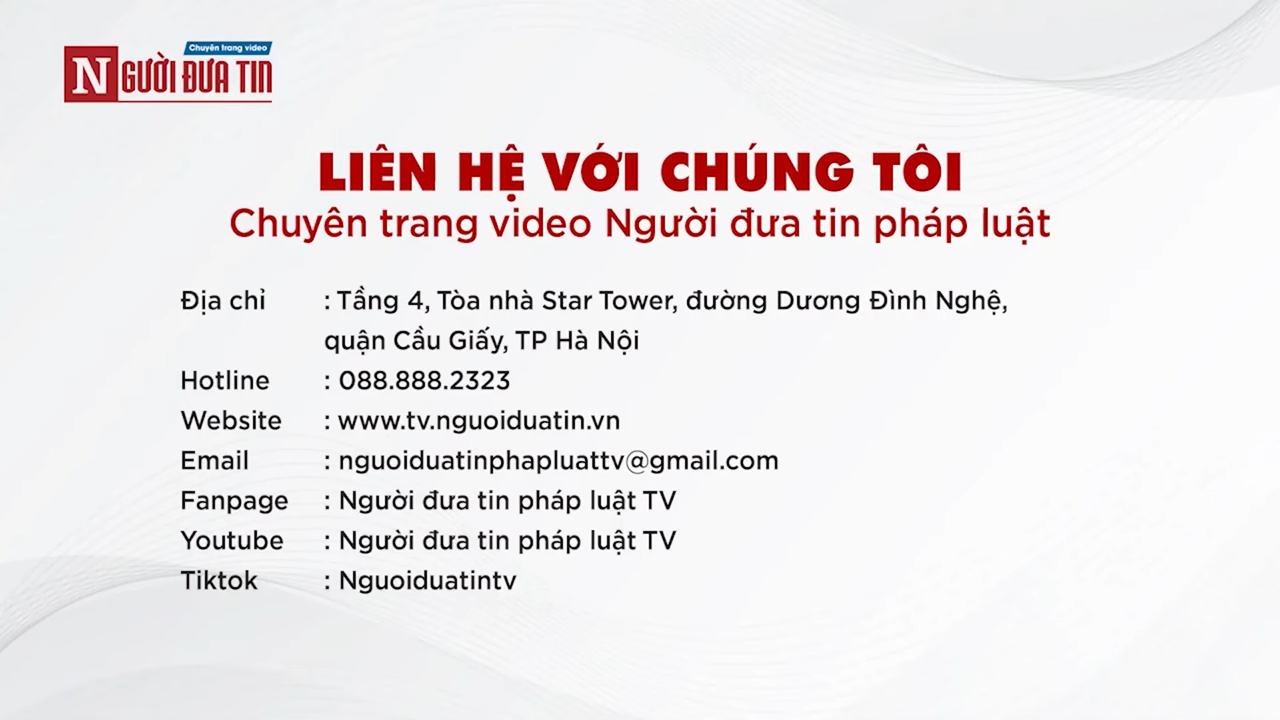 Chuyên trang video
NGƯỜI ĐƯA TIN
LIÊN HỆ VỚI CHÚNG TÔI
Chuyên trang video Người đưa tin pháp luật
Địa chỉ : Tầng 4, Tòa nhà Star Tower, đường Dương Đình Nghệ,
quận Cầu Giấy, TP Hà Nội
Hotline : 088.888.2323
Website : www.tv.nguoiduatin.vn
Email : nguoiduatinphapluattv@gmail.com
Fanpage : Người đưa tin pháp luật TV
Youtube : Người đưa tin pháp luật TV
Tiktok : Nguoiduatintv